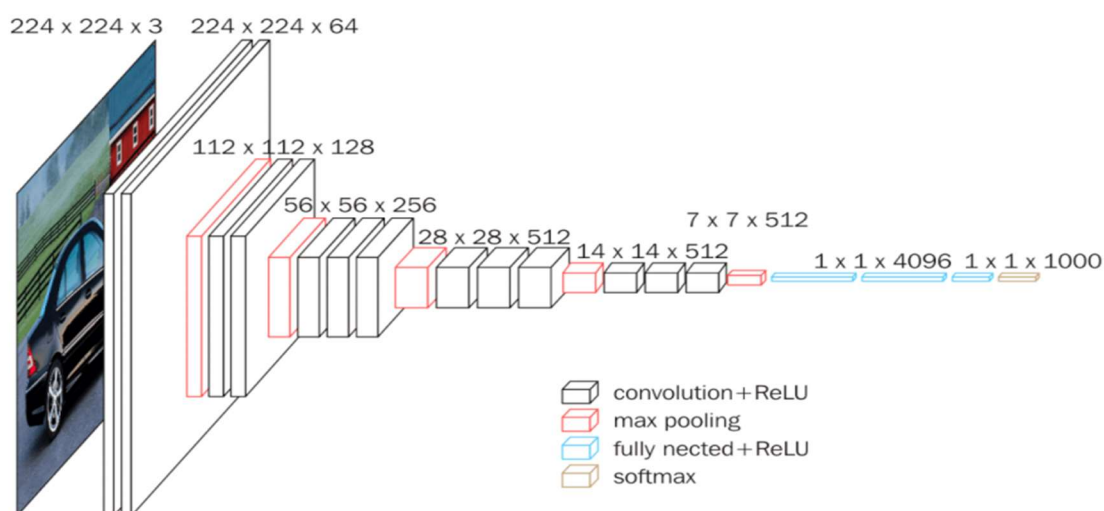 224 x 224 x 3
224 x 224 x 64
112 x 112 x 128
56 x 56 x 256
28 x 28 x 512
14 x 14 x 512
7 x 7 x 512
1 x 1 x 4096
1 x 1 x 1000
convolution+ReLU
max pooling
fully nected+ReLU
softmax